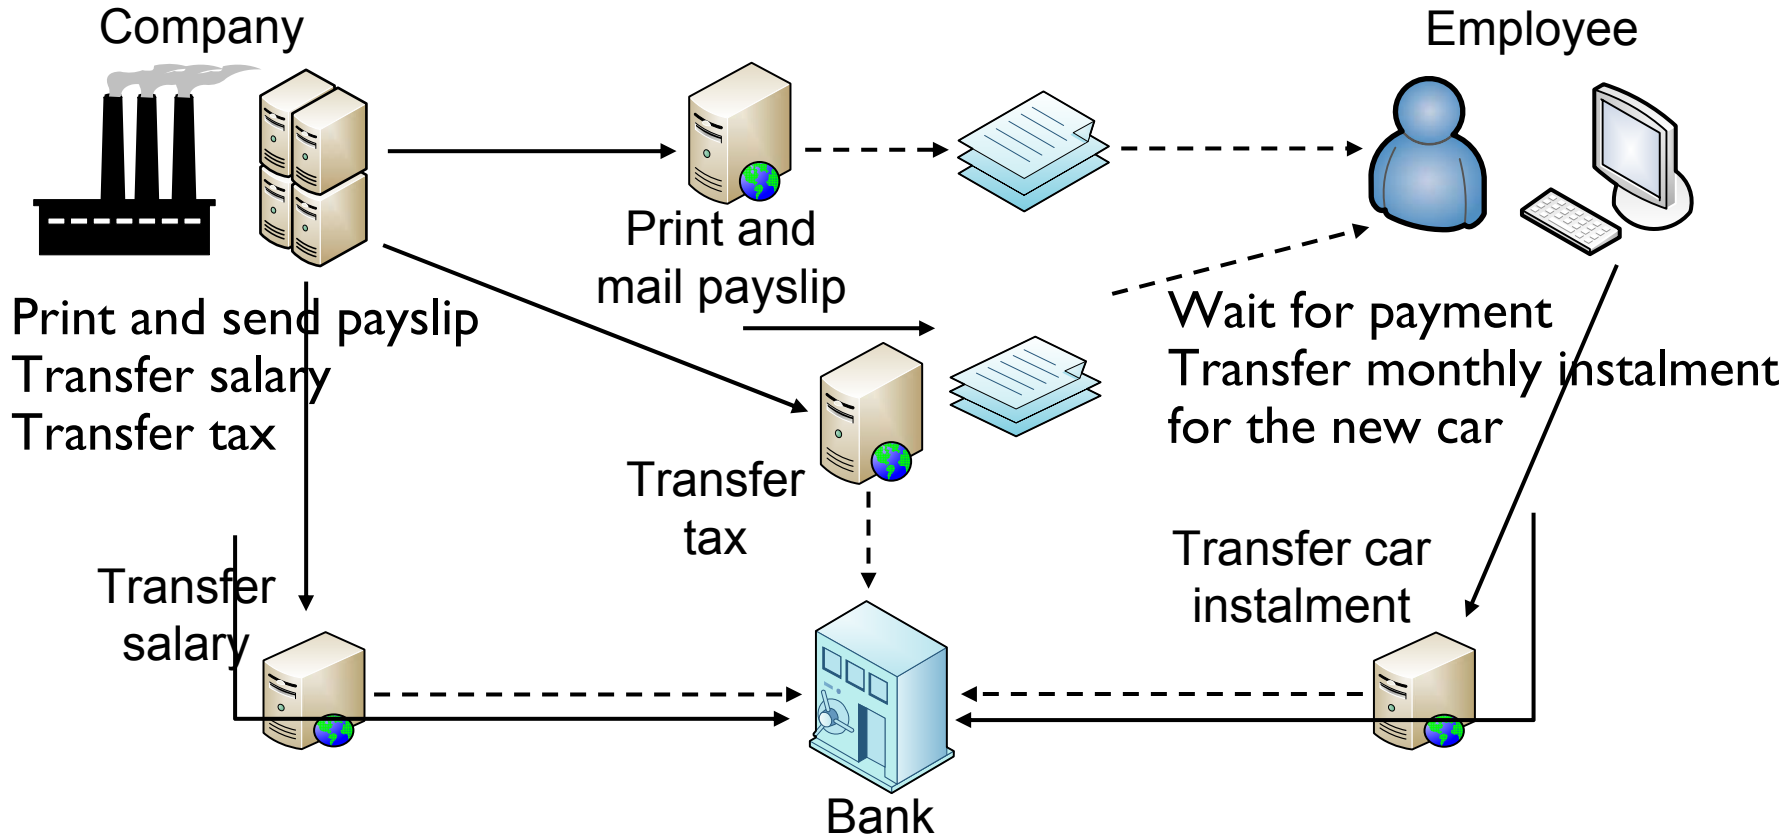 Company
Employee
Print and
mail payslip
Print and send payslip
Transfer salary
Transfer tax
Wait for payment
Transfer monthly instalment
for the new car
Transfer
tax
Transfer
salary
Transfer car
instalment
Bank